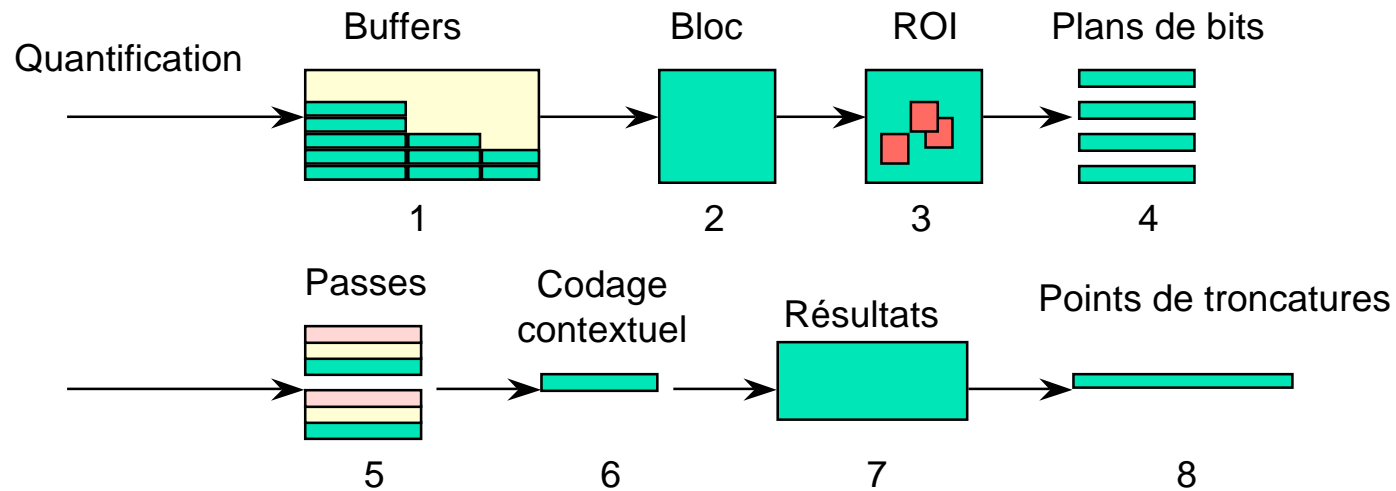 Quantification
Buffers
Bloc
ROI
Plans de bits
1
2
3
4
Passes
Codage
contextuel
Résultats
Points de troncatures
5
6
7
8